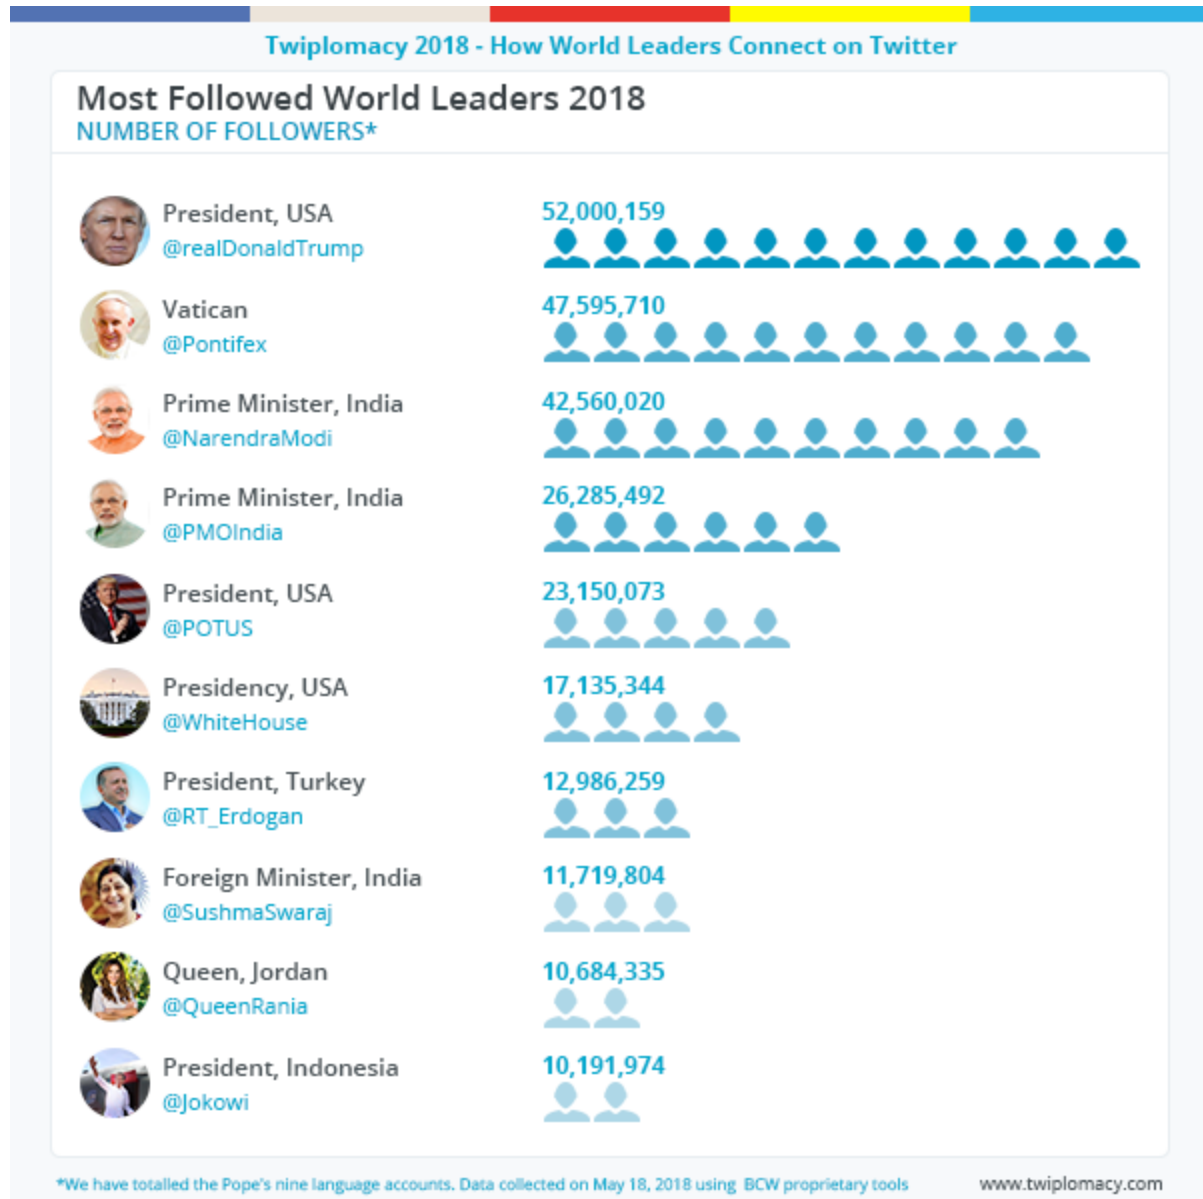 Twiplomacy 2018 - How World Leaders Connect on Twitter
Most Followed World Leaders 2018
NUMBER OF FOLLOWERS*
President, USA
@realDonaldTrump
52,000,159
Vatican
@Pontifex
47,595,710
Prime Minister, India
@NarendraModi
42,560,020
Prime Minister, India
@PMOIndia
26,285,492
President, USA
@POTUS
23,150,073
Presidency, USA
@WhiteHouse
17,135,344
President, Turkey
@RT_Erdogan
12,986,259
Foreign Minister, India
@SushmaSwaraj
11,719,804
Queen, Jordan
@QueenRania
10,684,335
President, Indonesia
@Jokowi
10,191,974
*We have totalled the Pope's nine language accounts. Data collected on May 18, 2018 using BCW proprietary tools
www.twiplomacy.com